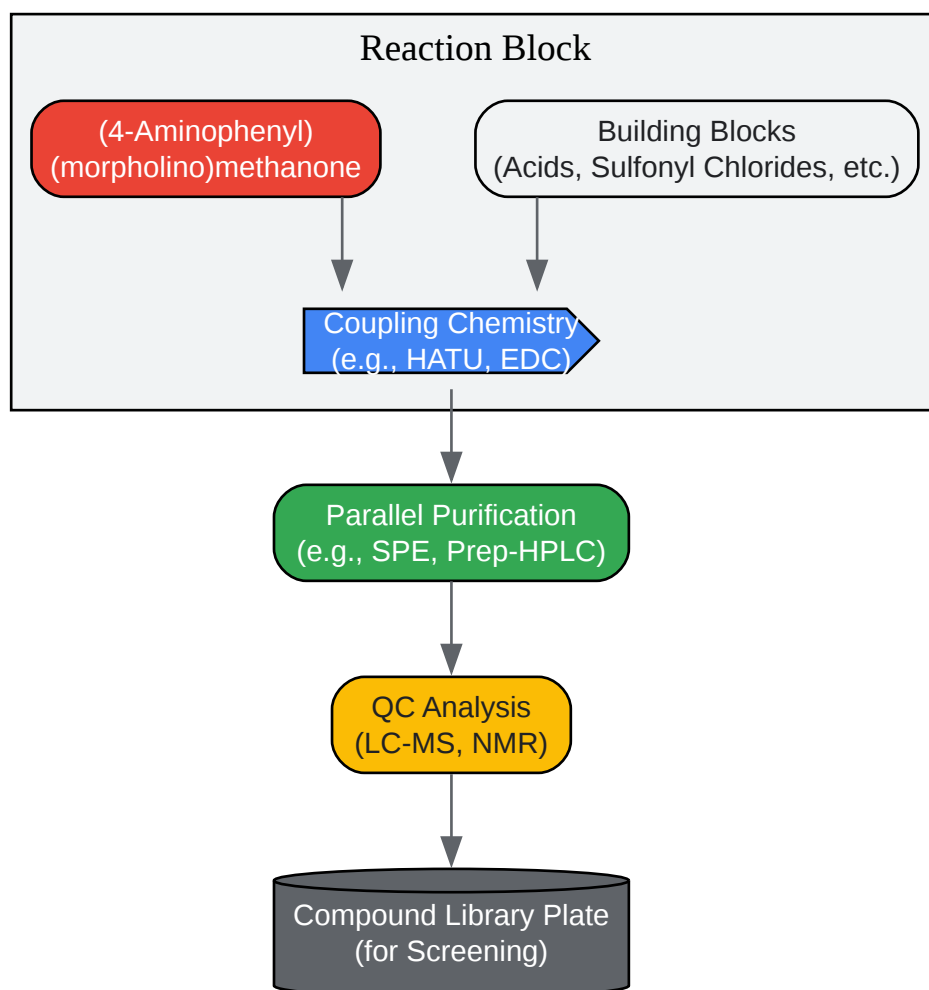 Reaction Block
(4-Aminophenyl)
(morpholino)methanone
Building Blocks
(Acids, Sulfonyl Chlorides, etc.)
Coupling Chemistry
(e.g., HATU, EDC)
Parallel Purification
(e.g., SPE, Prep-HPLC)
QC Analysis
(LC-MS, NMR)
Compound Library Plate
(for Screening)